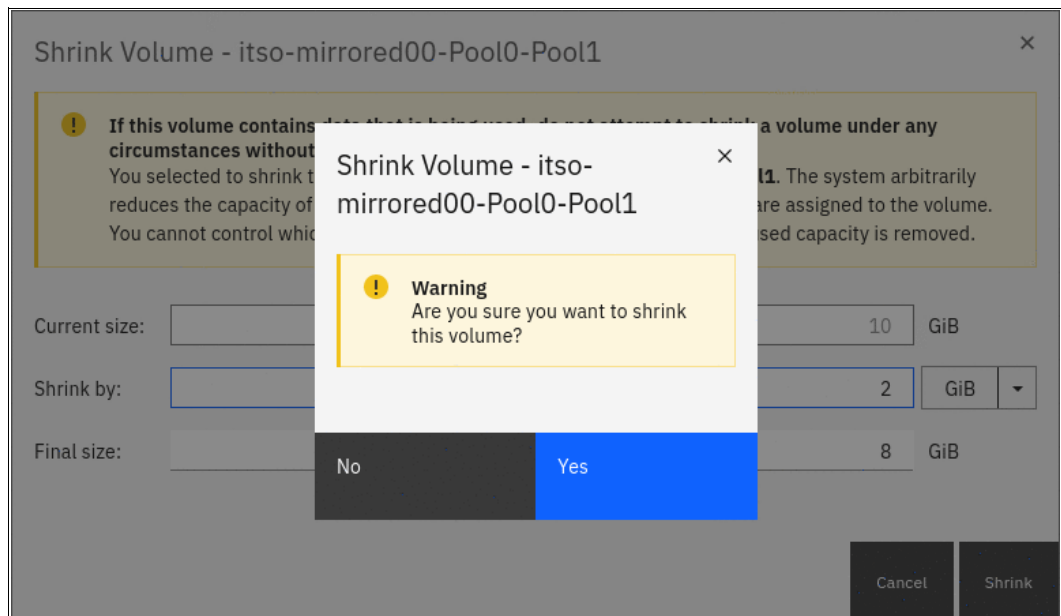 Shrink Volume - itso-mirrored00-Pool0-Pool1
If this volume contains a volume under any
circumstances without
You selected to shrink l1. The system arbitrarily
reduces the capacity of are assigned to the volume.
You cannot control used capacity is removed.
Shrink Volume - itso-
mirrored00-Pool0-Pool1
Warning
Are you sure you want to shrink
this volume?
Current size: 10 GiB
Shrink by: 2 GiB
Final size: 8 GiB
No Yes
Cancel Shrink